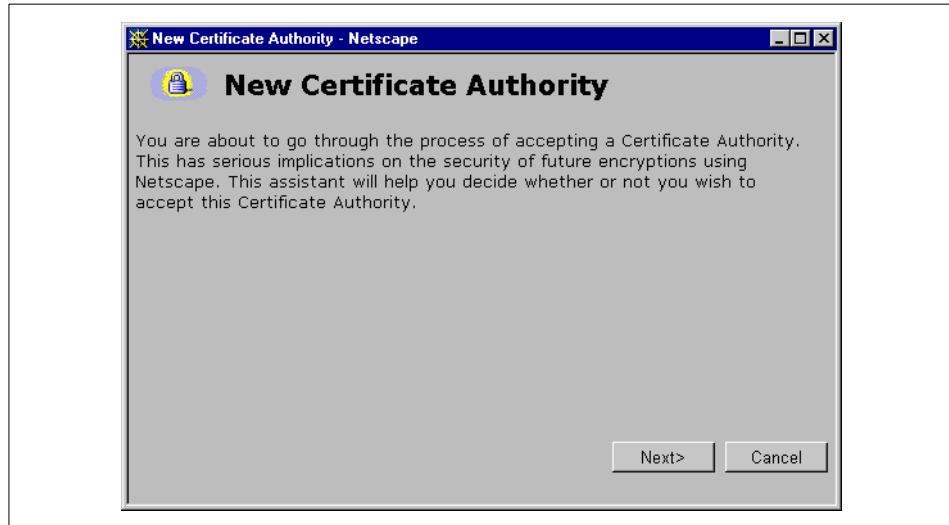 New Certificate Authority - Netscape
New Certificate Authority
You are about to go through the process of accepting a Certificate Authority.
This has serious implications on the security of future encryptions using
Netscape. This assistant will help you decide whether or not you wish to
accept this Certificate Authority.
Next>
Cancel